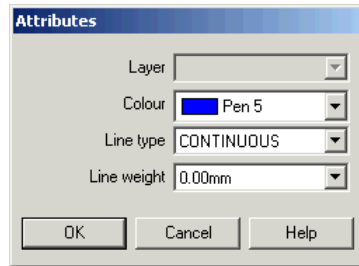 Attributes
Layer
Colour Pen 5
Line type CONTINUOUS
Line weight 0.00mm
OK Cancel Help